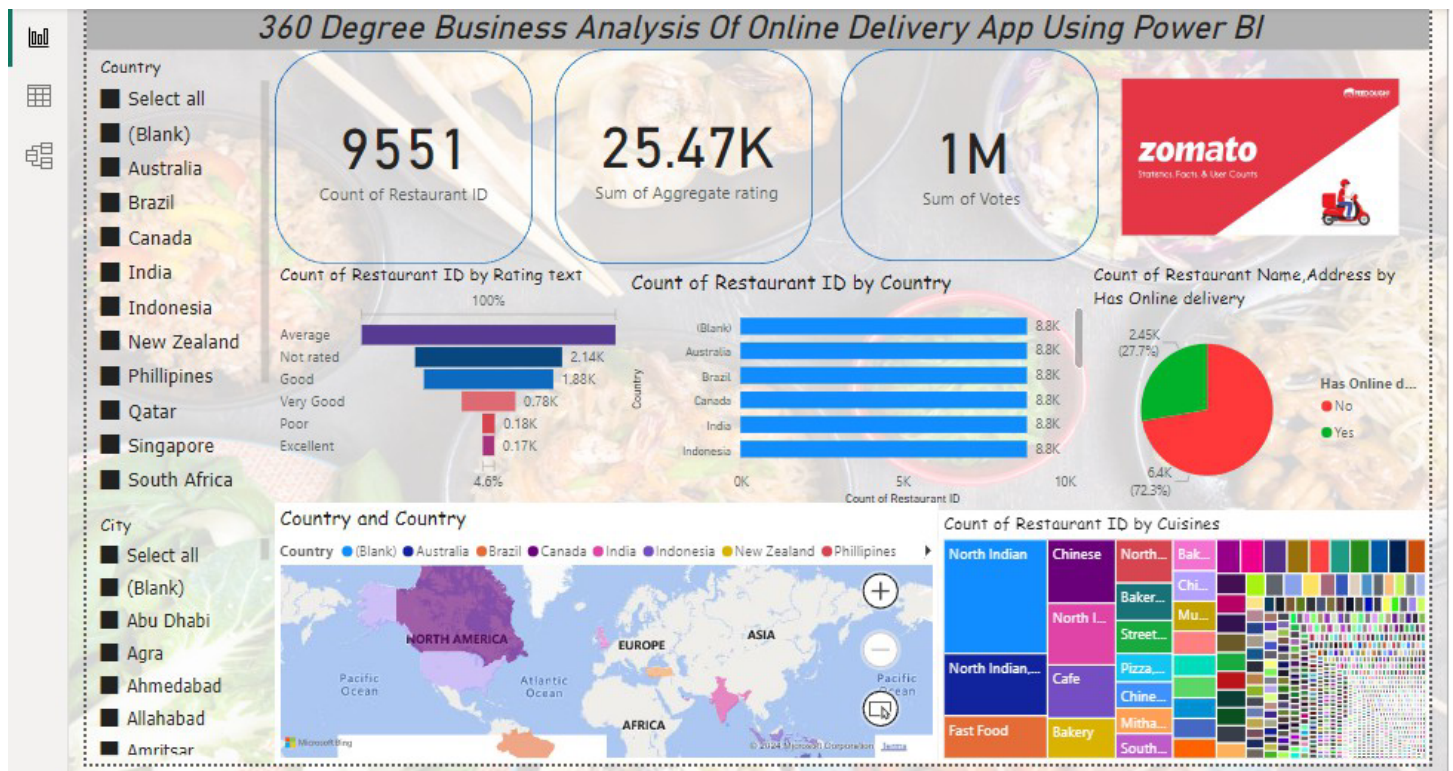 360 Degree Business Analysis Of Online Delivery App Using Power BI
Country
Select all
(Blank)
Australia
Brazil
Canada
India
Indonesia
New Zealand
Phillipines
Qatar
Singapore
South Africa
9551
Count of Restaurant ID
25.47K
Sum of Aggregate rating
1M
Sum of Votes
FEEDOUGH
zomato
Statistics, Facts, & User Counts
Count of Restaurant ID by Rating text
100%
Average
Not rated 2.14K
Good 1.88K
Very Good 0.78K
Poor 0.18K
Excellent 0.17K
4.6%
Count of Restaurant ID by Country
Country
(Blank) 8.8K
Australia 8.8K
Brazil 8.8K
Canada 8.8K
India 8.8K
Indonesia 8.8K
0K 5K 10K
Count of Restaurant ID
Count of Restaurant Name,Address by
Has Online delivery
2.45K
(27.7%)
6.4K
(72.3%)
Has Online d...
No
Yes
City
Select all
(Blank)
Abu Dhabi
Agra
Ahmedabad
Allahabad
Amritsar
Country and Country
Country (Blank) Australia Brazil Canada India Indonesia New Zealand Phillipines
NORTH AMERICA
EUROPE
ASIA
AFRICA
Pacific
Ocean
Atlantic
Ocean
Pacific
Ocean
Microsoft Bing
© 2024 Microsoft Corporation Terms
Count of Restaurant ID by Cuisines
North Indian
North Indian,...
Fast Food
Chinese
North I...
Cafe
Bakery
North...
Baker...
Street...
Pizza,...
Chine...
Mitha...
South...
Bak...
Chi...
Mu...